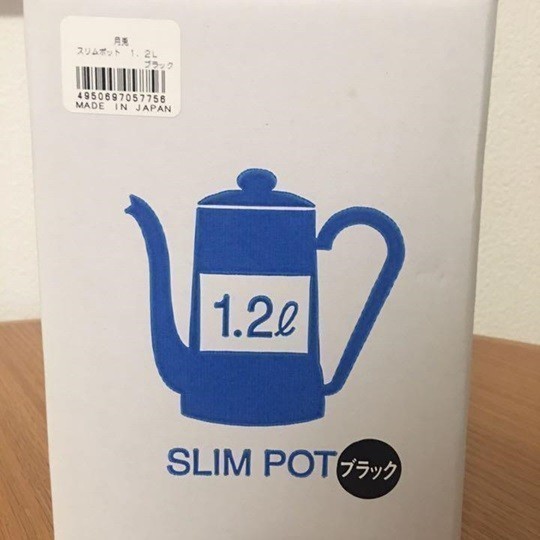 月兎
スリムポット 1.2L
ブラック
4950697057756
MADE IN JAPAN
1.2ℓ
SLIM POT ブラック